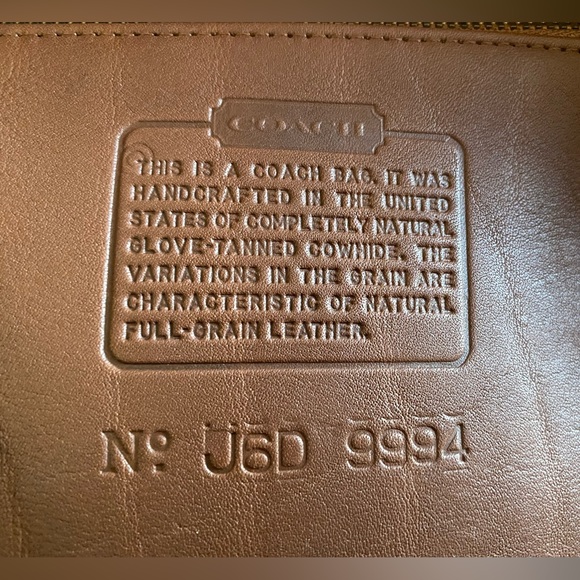 COACH
THIS IS A COACH BAG. IT WAS
HANDCRAFTED IN THE UNITED
STATES OF COMPLETELY NATURAL
GLOVE-TANNED COWHIDE. THE
VARIATIONS IN THE GRAIN ARE
CHARACTERISTIC OF NATURAL
FULL-GRAIN LEATHER.
Nº J6D 9994